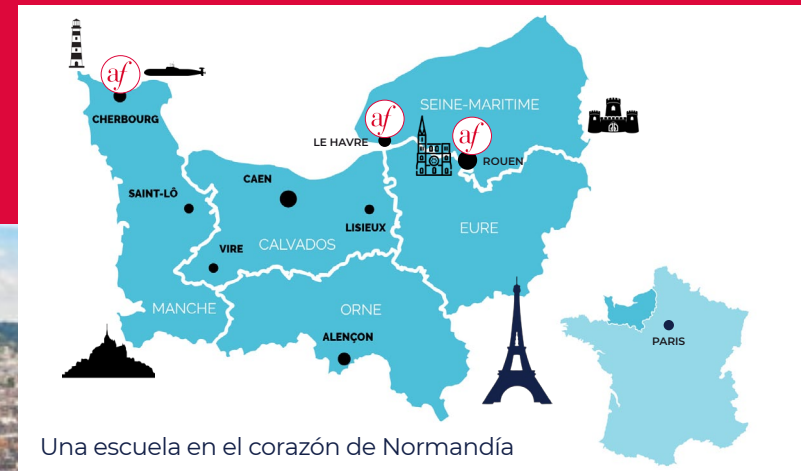 af
CHERBOURG
af
SEINE-MARITIME
LE HAVRE
af
ROUEN
SAINT-LÔ
CAEN
LISIEUX
EURE
VIRE
CALVADOS
MANCHE
ORNE
ALENÇON
PARIS
Una escuela en el corazón de Normandía